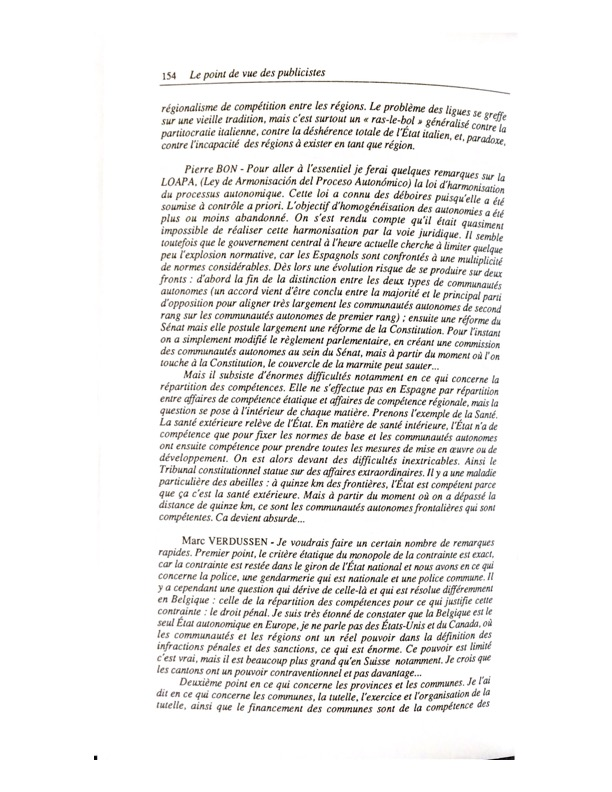 154 Le point de vue des publicistes
régionalisme de compétition entre les régions. Le problème des ligues se greffe
sur une vieille tradition, mais c'est surtout un « ras-le-bol » généralisé contre la
partitocratie italienne, contre la déshérence totale de l'État italien, et, paradoxe,
contre l'incapacité des régions à exister en tant que région.
Pierre BON - Pour aller à l'essentiel je ferai quelques remarques sur la
LOAPA, (Ley de Armonisación del Proceso Autonómico) la loi d'harmonisation
du processus autonomique. Cette loi a connu des déboires puisqu'elle a été
soumise à contrôle a priori. L'objectif d'homogénéisation des autonomies a été
plus ou moins abandonné. On s'est rendu compte qu'il était quasiment
impossible de réaliser cette harmonisation par la voie juridique. Il semble
toutefois que le gouvernement central à l'heure actuelle cherche à limiter quelque
peu l'explosion normative, car les Espagnols sont confrontés à une multiplicité
de normes considérables. Dès lors une évolution risque de se produire sur deux
fronts : d'abord la fin de la distinction entre les deux types de communautés
autonomes (un accord vient d'être conclu entre la majorité et le principal parti
d'opposition pour aligner très largement les communautés autonomes de second
rang sur les communautés autonomes de premier rang) ; ensuite une réforme du
Sénat mais elle postule largement une réforme de la Constitution. Pour l'instant
on a simplement modifié le règlement parlementaire, en créant une commission
des communautés autonomes au sein du Sénat, mais à partir du moment où l'on
touche à la Constitution, le couvercle de la marmite peut sauter...
Mais il subsiste d'énormes difficultés notamment en ce qui concerne la
répartition des compétences. Elle ne s'effectue pas en Espagne par répartition
entre affaires de compétence étatique et affaires de compétence régionale, mais la
question se pose à l'intérieur de chaque matière. Prenons l'exemple de la Santé.
La santé extérieure relève de l'État. En matière de santé intérieure, l'État n'a de
compétence que pour fixer les normes de base et les communautés autonomes
ont ensuite compétence pour prendre toutes les mesures de mise en œuvre ou de
développement. On est alors devant des difficultés inextricables. Ainsi le
Tribunal constitutionnel statue sur des affaires extraordinaires. Il y a une maladie
particulière des abeilles : à quinze km des frontières, l'État est compétent parce
que ça c'est la santé extérieure. Mais à partir du moment où on a dépassé la
distance de quinze km, ce sont les communautés autonomes frontalières qui sont
compétentes. Ca devient absurde...
Marc VERDUSSEN - Je voudrais faire un certain nombre de remarques
rapides. Premier point, le critère étatique du monopole de la contrainte est exact,
car la contrainte est restée dans le giron de l'État national et nous avons en ce qui
concerne la police, une gendarmerie qui est nationale et une police commune. Il
y a cependant une question qui dérive de celle-là et qui est résolue différemment
en Belgique : celle de la répartition des compétences pour ce qui justifie cette
contrainte : le droit pénal. Je suis très étonné de constater que la Belgique est le
seul État autonomique en Europe, je ne parle pas des États-Unis et du Canada, où
les communautés et les régions ont un réel pouvoir dans la définition des
infractions pénales et des sanctions, ce qui est énorme. Ce pouvoir est limité
c'est vrai, mais il est beaucoup plus grand qu'en Suisse notamment. Je crois que
les cantons ont un pouvoir contraventionnel et pas davantage...
Deuxième point en ce qui concerne les provinces et les communes. Je l'ai
dit en ce qui concerne les communes, la tutelle, l'exercice et l'organisation de la
tutelle, ainsi que le financement des communes sont de la compétence des